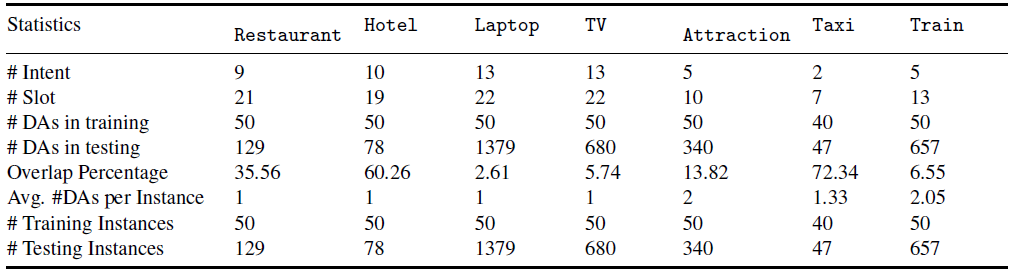 Statistics Restaurant Hotel Laptop TV Attraction Taxi Train
# Intent 9 10 13 13 5 2 5
# Slot 21 19 22 22 10 7 13
# DAs in training 50 50 50 50 50 40 50
# DAs in testing 129 78 1379 680 340 47 657
Overlap Percentage 35.56 60.26 2.61 5.74 13.82 72.34 6.55
Avg. #DAs per Instance 1 1 1 1 2 1.33 2.05
# Training Instances 50 50 50 50 50 40 50
# Testing Instances 129 78 1379 680 340 47 657